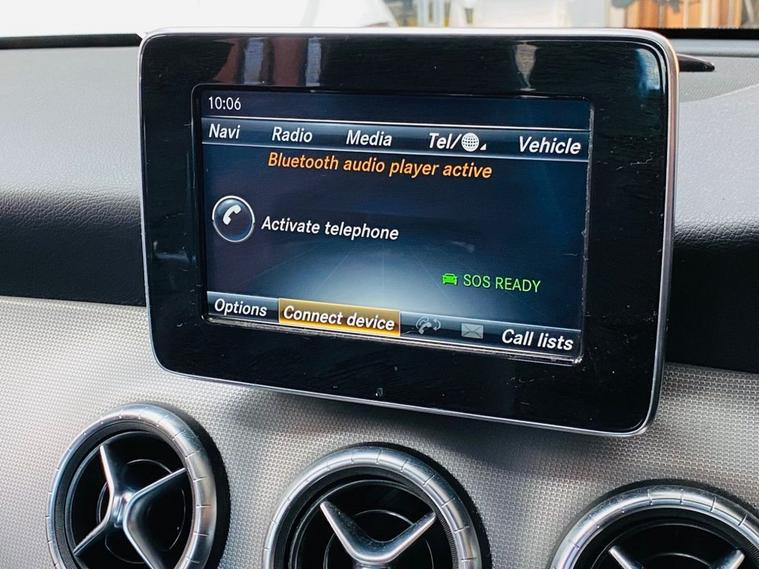 10:06
Navi Radio Media Tel/ Vehicle
Bluetooth audio player active
Activate telephone
SOS READY
Options Connect device Call lists